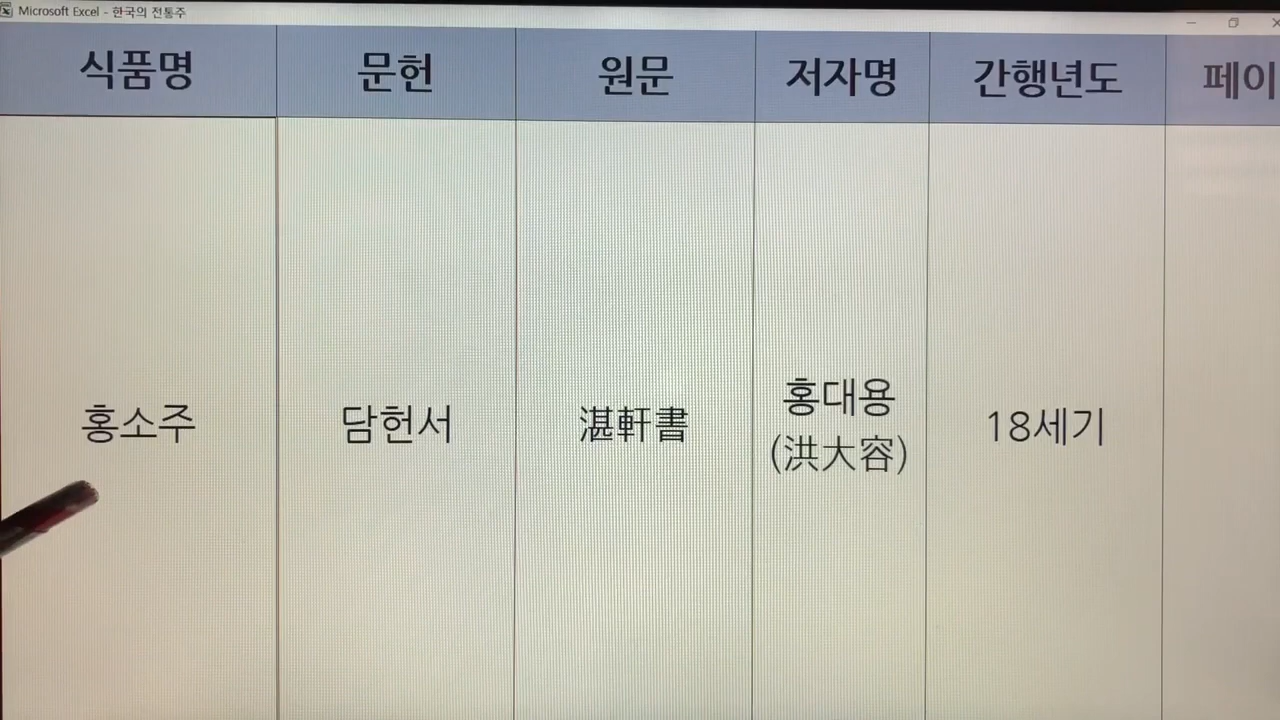 Microsoft Excel - 한국의 전통주
식품명 문헌 원문 저자명 간행년도 페이
홍소주 담헌서 湛軒書 홍대용 (洪大容) 18세기